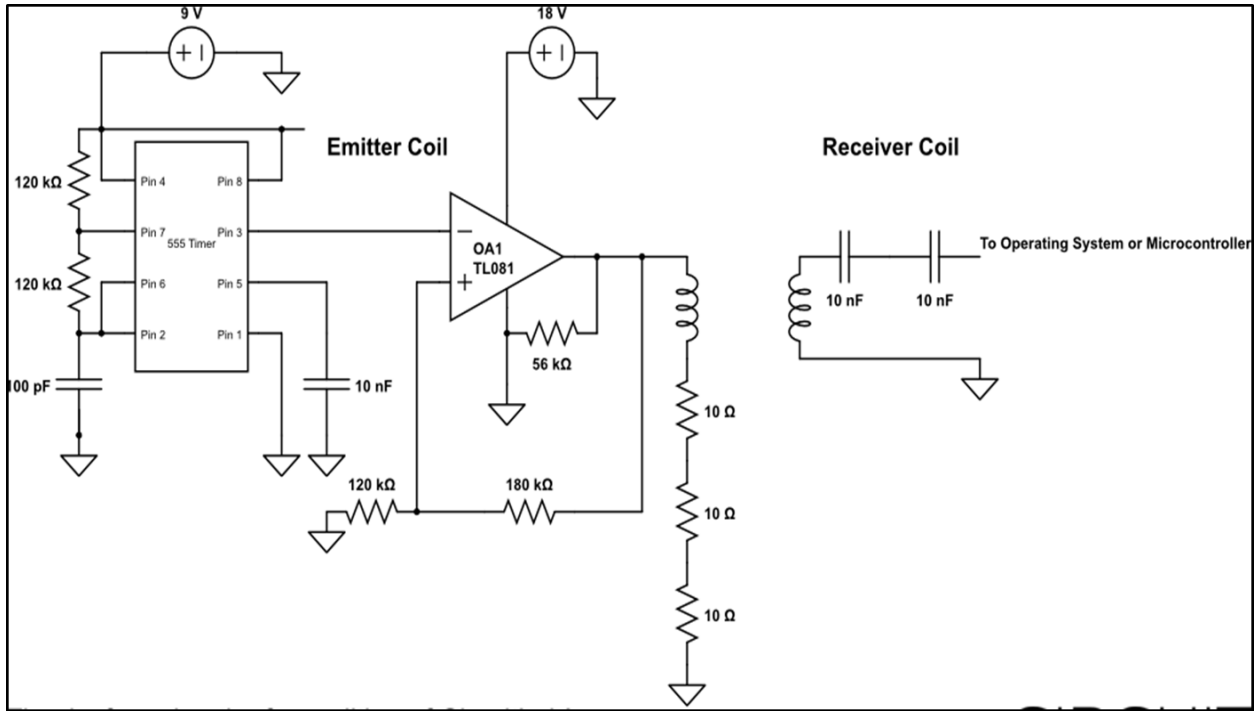 9 V
18 V
Emitter Coil
Receiver Coil
120 kΩ
Pin 4
Pin 8
Pin 7
Pin 3
555 Timer
120 kΩ
Pin 6
Pin 5
Pin 2
Pin 1
100 pF
10 nF
OA1
TL081
56 kΩ
120 kΩ
180 kΩ
10 Ω
10 Ω
10 Ω
10 nF
10 nF
To Operating System or Microcontroller